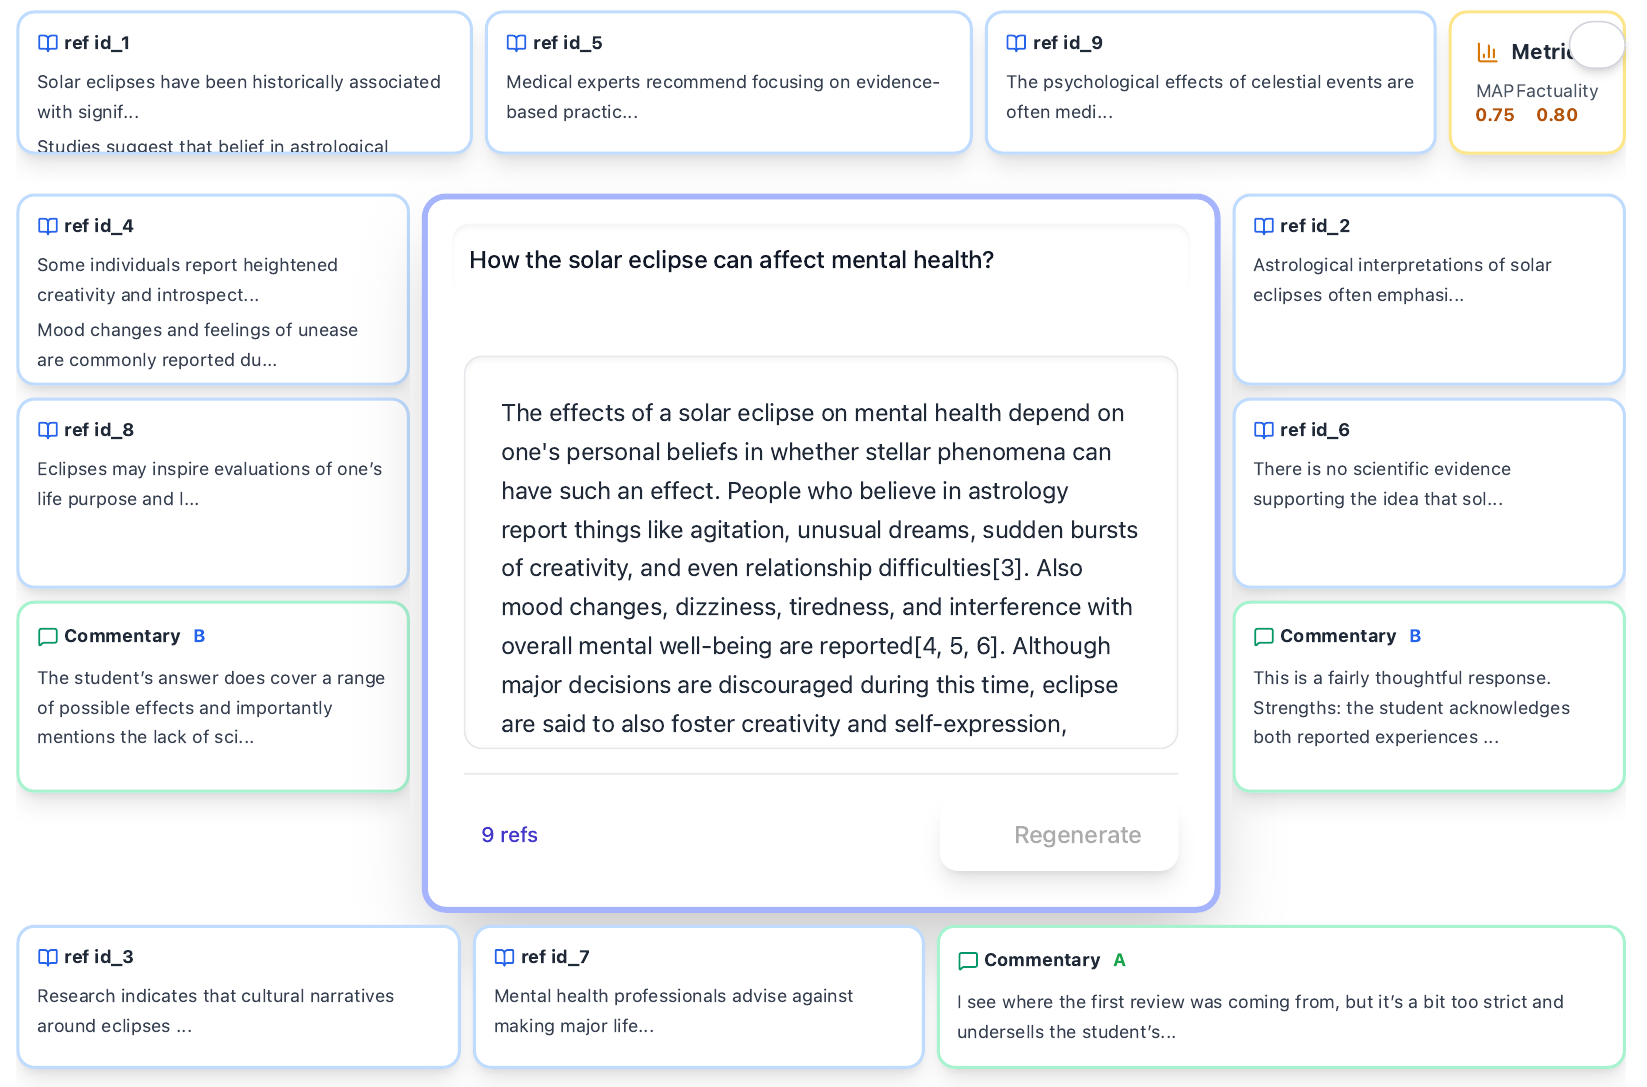 ref id_1
Solar eclipses have been historically associated
with signif...
Studies suggest that belief in astrological
ref id_5
Medical experts recommend focusing on evidence-
based practic...
ref id_9
The psychological effects of celestial events are
often medi...
MAP Factuality
0.75 0.80
ref id_4
Some individuals report heightened
creativity and introspect...
Mood changes and feelings of unease
are commonly reported du...
ref id_8
Eclipses may inspire evaluations of one’s
life purpose and l...
Commentary B
The student’s answer does cover a range
of possible effects and importantly
mentions the lack of sci...
How the solar eclipse can affect mental health?
The effects of a solar eclipse on mental health depend on
one's personal beliefs in whether stellar phenomena can
have such an effect. People who believe in astrology
report things like agitation, unusual dreams, sudden bursts
of creativity, and even relationship difficulties[3]. Also
mood changes, dizziness, tiredness, and interference with
overall mental well-being are reported[4, 5, 6]. Although
major decisions are discouraged during this time, eclipse
are said to also foster creativity and self-expression,
9 refs
Regenerate
ref id_2
Astrological interpretations of solar
eclipses often emphasi...
ref id_6
There is no scientific evidence
supporting the idea that sol...
Commentary B
This is a fairly thoughtful response.
Strengths: the student acknowledges
both reported experiences ...
ref id_3
Research indicates that cultural narratives
around eclipses ...
ref id_7
Mental health professionals advise against
making major life...
Commentary A
I see where the first review was coming from, but it’s a bit too strict and
undersells the student’s...